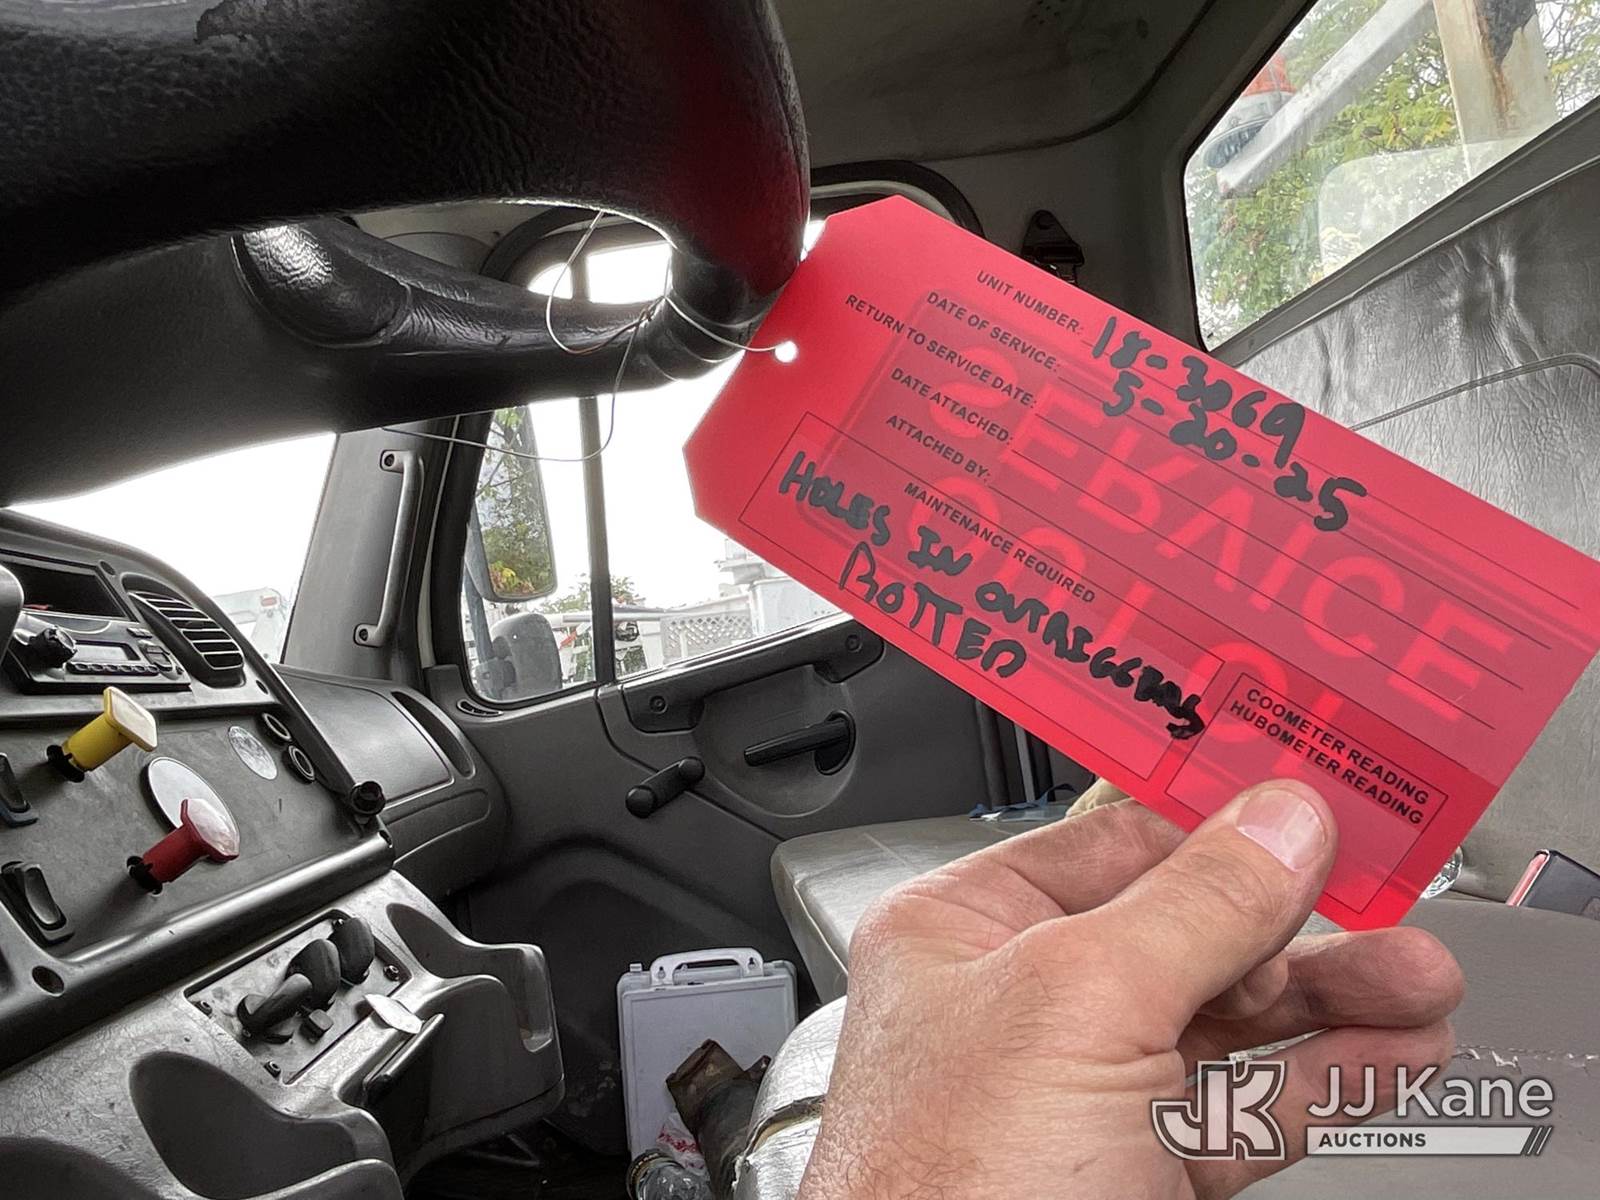 UNIT NUMBER: 18-3069
DATE OF SERVICE: 5-20-25
RETURN TO SERVICE DATE:
DATE ATTACHED:
ATTACHED BY:
MAINTENANCE REQUIRED
HOLES IN OUTRIGGERS
ROTTED
COOMETER READING
HUBOMETER READING
JK JJ Kane
AUCTIONS